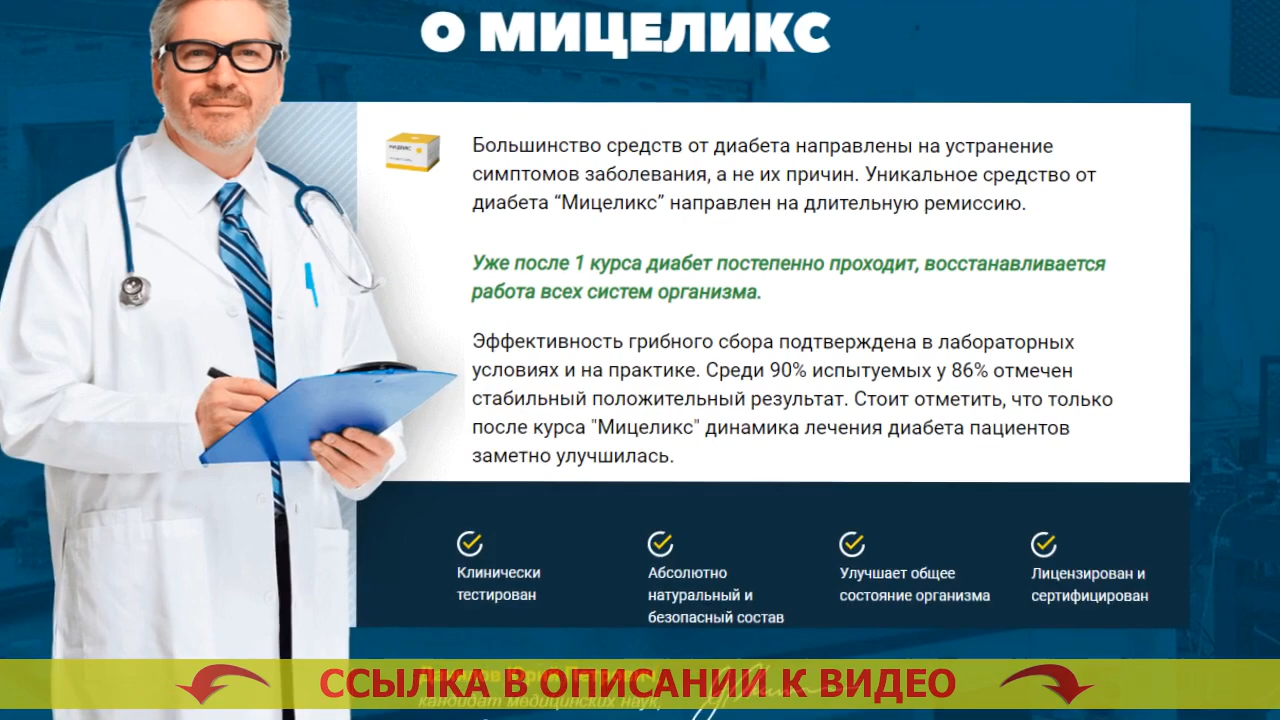 О МИЦЕЛИКС
Большинство средств от диабета направлены на устранение
симптомов заболевания, а не их причин. Уникальное средство от
диабета “Мицеликс” направлен на длительную ремиссию.
Уже после 1 курса диабет постепенно проходит, восстанавливается
работа всех систем организма.
Эффективность грибного сбора подтверждена в лабораторных
условиях и на практике. Среди 90% испытуемых у 86% отмечен
стабильный положительный результат. Стоит отметить, что только
после курса "Мицеликс" динамика лечения диабета пациентов
заметно улучшилась.
Клинически
тестирован
Абсолютно
натуральный и
безопасный состав
Улучшает общее
состояние организма
Лицензирован и
сертифицирован
ССЫЛКА В ОПИСАНИИ К ВИДЕО
кандидат медицинских наук,